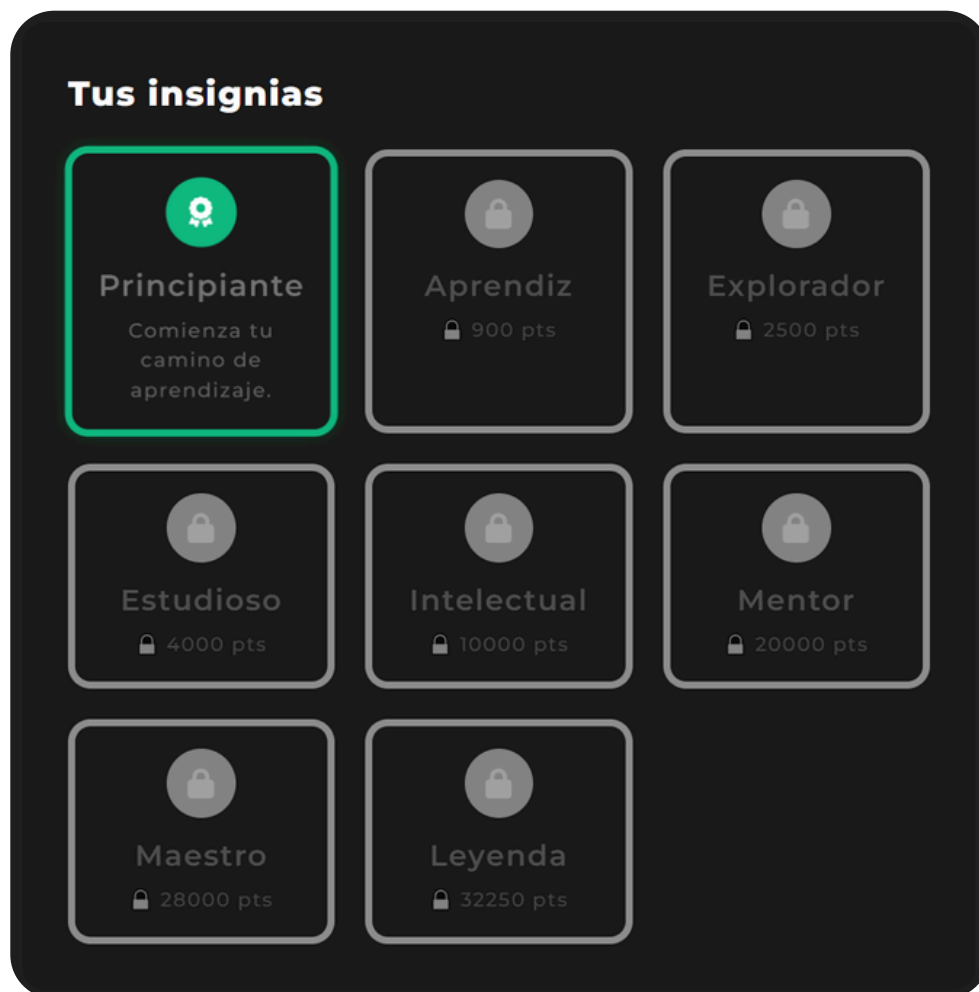 Tus insignias
Principiante
Comienza tu
camino de
aprendizaje.
Aprendiz
900 pts
Explorador
2500 pts
Estudioso
4000 pts
Intelectual
10000 pts
Mentor
20000 pts
Maestro
28000 pts
Leyenda
32250 pts